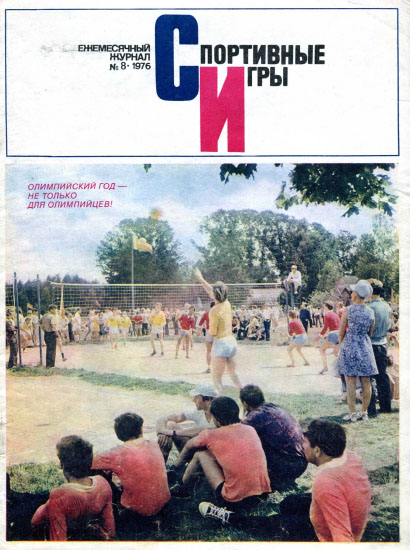 ЕЖЕМЕСЯЧНЫЙ
ЖУРНАЛ
№ 8 · 1976
СПОРТИВНЫЕ
ИГРЫ
ОЛИМПИЙСКИЙ ГОД —
НЕ ТОЛЬКО
ДЛЯ ОЛИМПИЙЦЕВ!